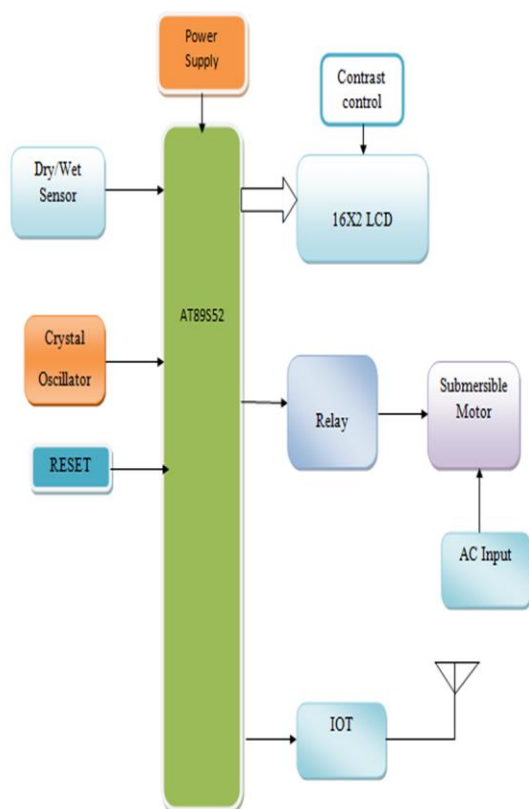 Power
Supply
Contrast
control
Dry/Wet
Sensor
16X2 LCD
AT89S52
Crystal
Oscillator
Submersible
Motor
Relay
RESET
AC Input
IOT